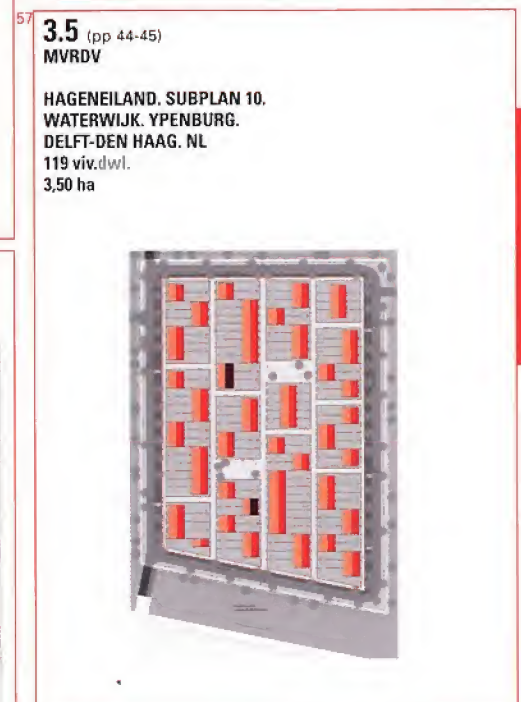 57
3.5 (pp 44-45)
MVRDV
HAGENEILAND. SUBPLAN 10.
WATERWIJK. YPENBURG.
DELFT-DEN HAAG. NL
119 viv.dwl.
3,50 ha